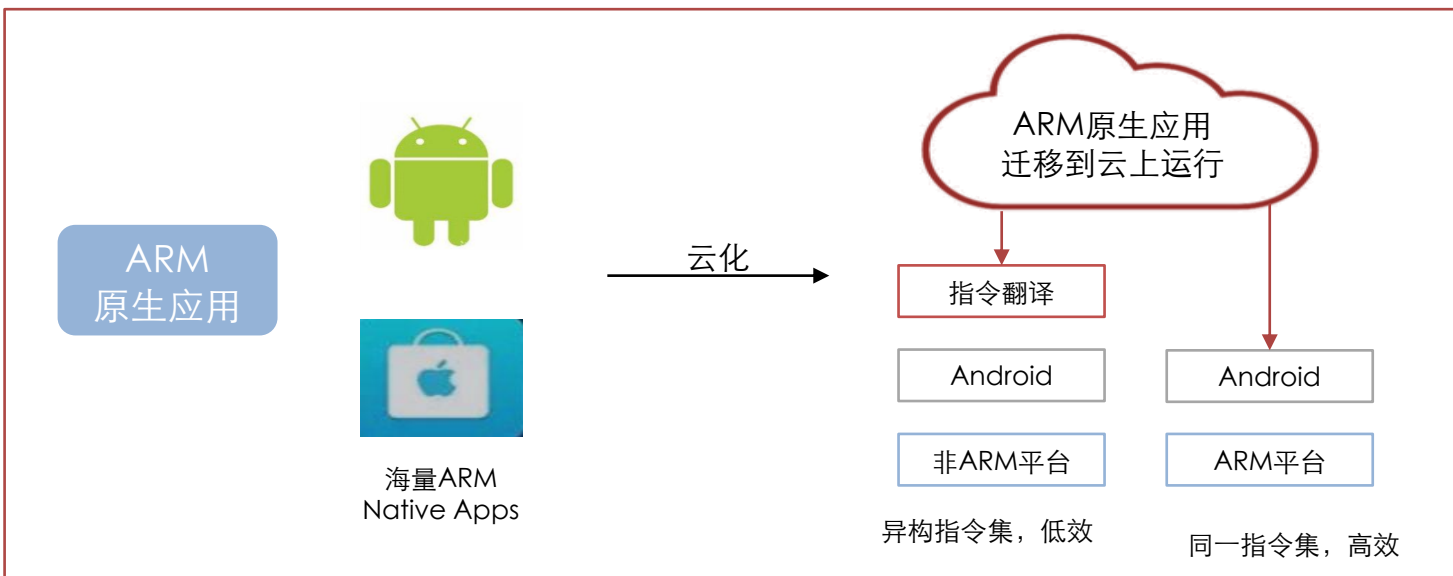 ARM
原生应用
海量ARM
Native Apps
云化
ARM原生应用
迁移到云上运行
指令翻译
Android
Android
非ARM平台
ARM平台
异构指令集，低效
同一指令集，高效